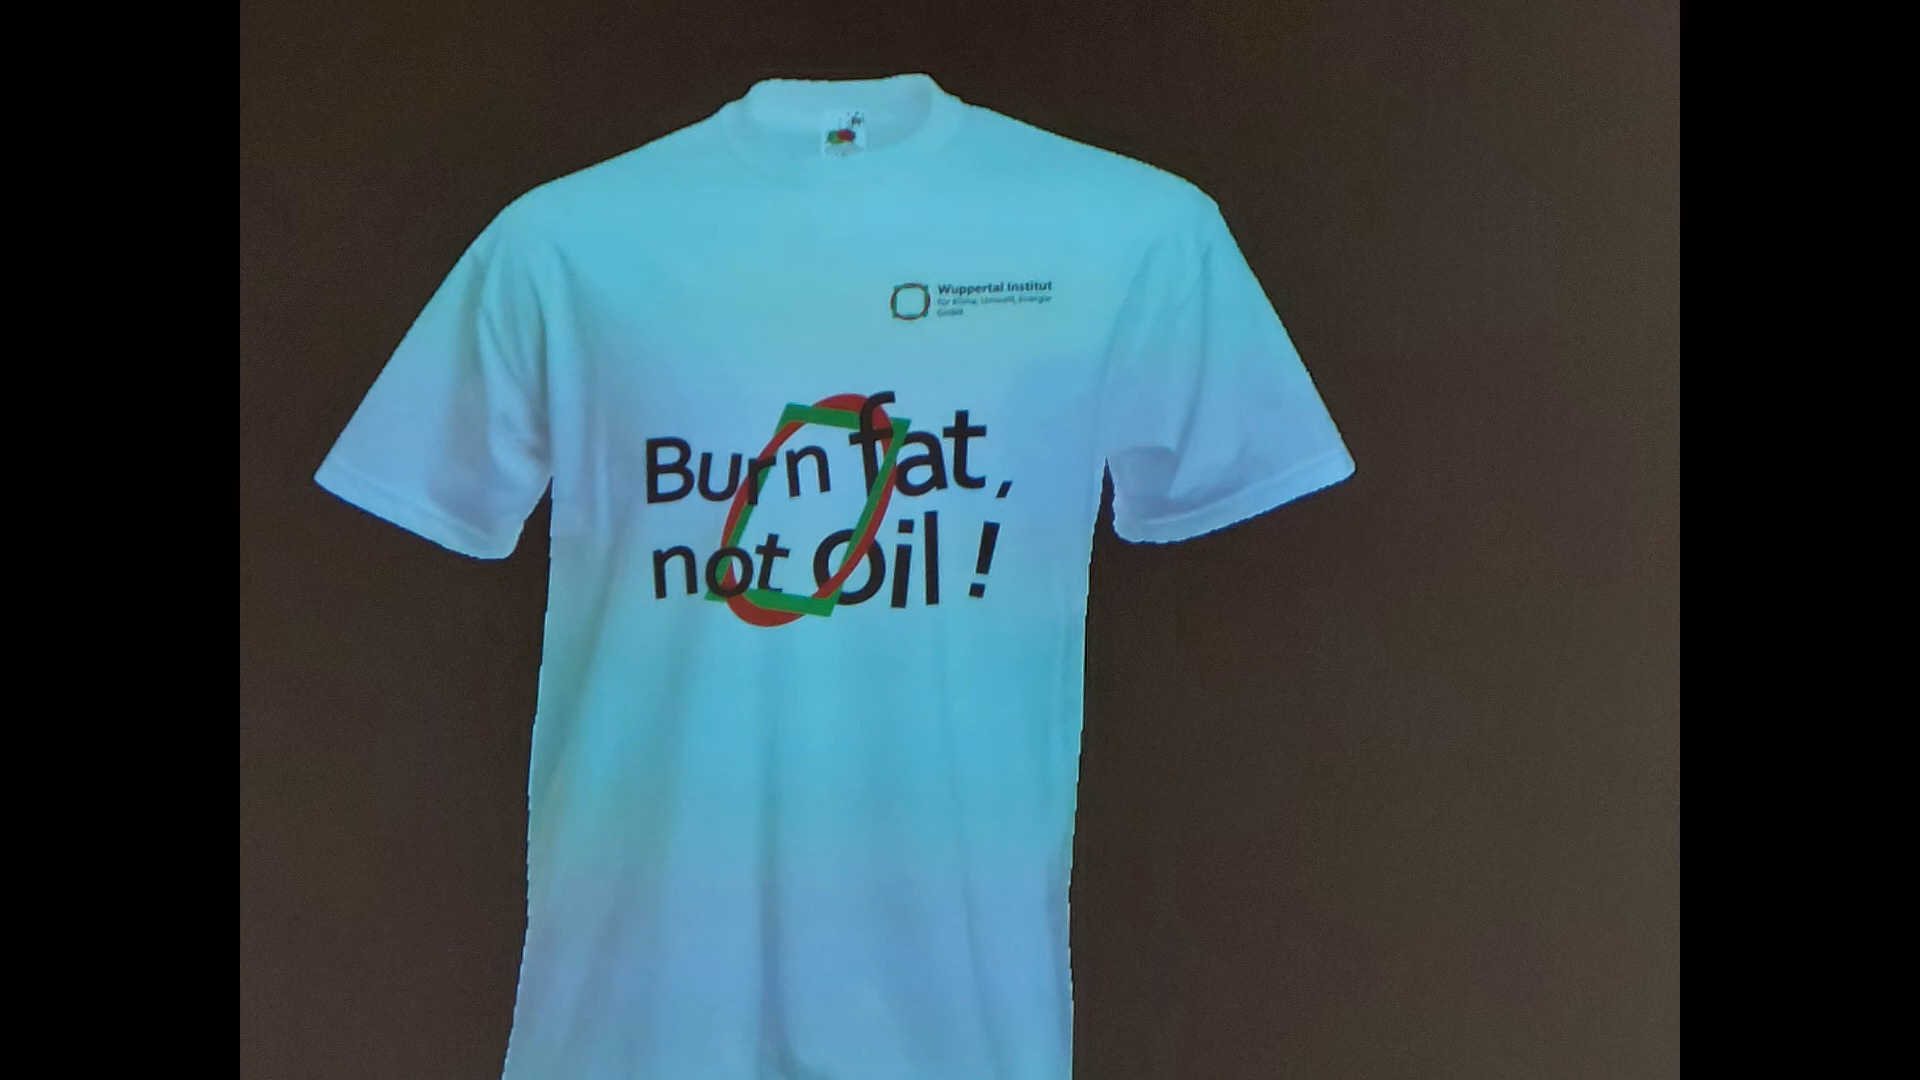 Wuppertal Institut
für Klima, Umwelt, Energie
GmbH
Burn fat,
not Oil !